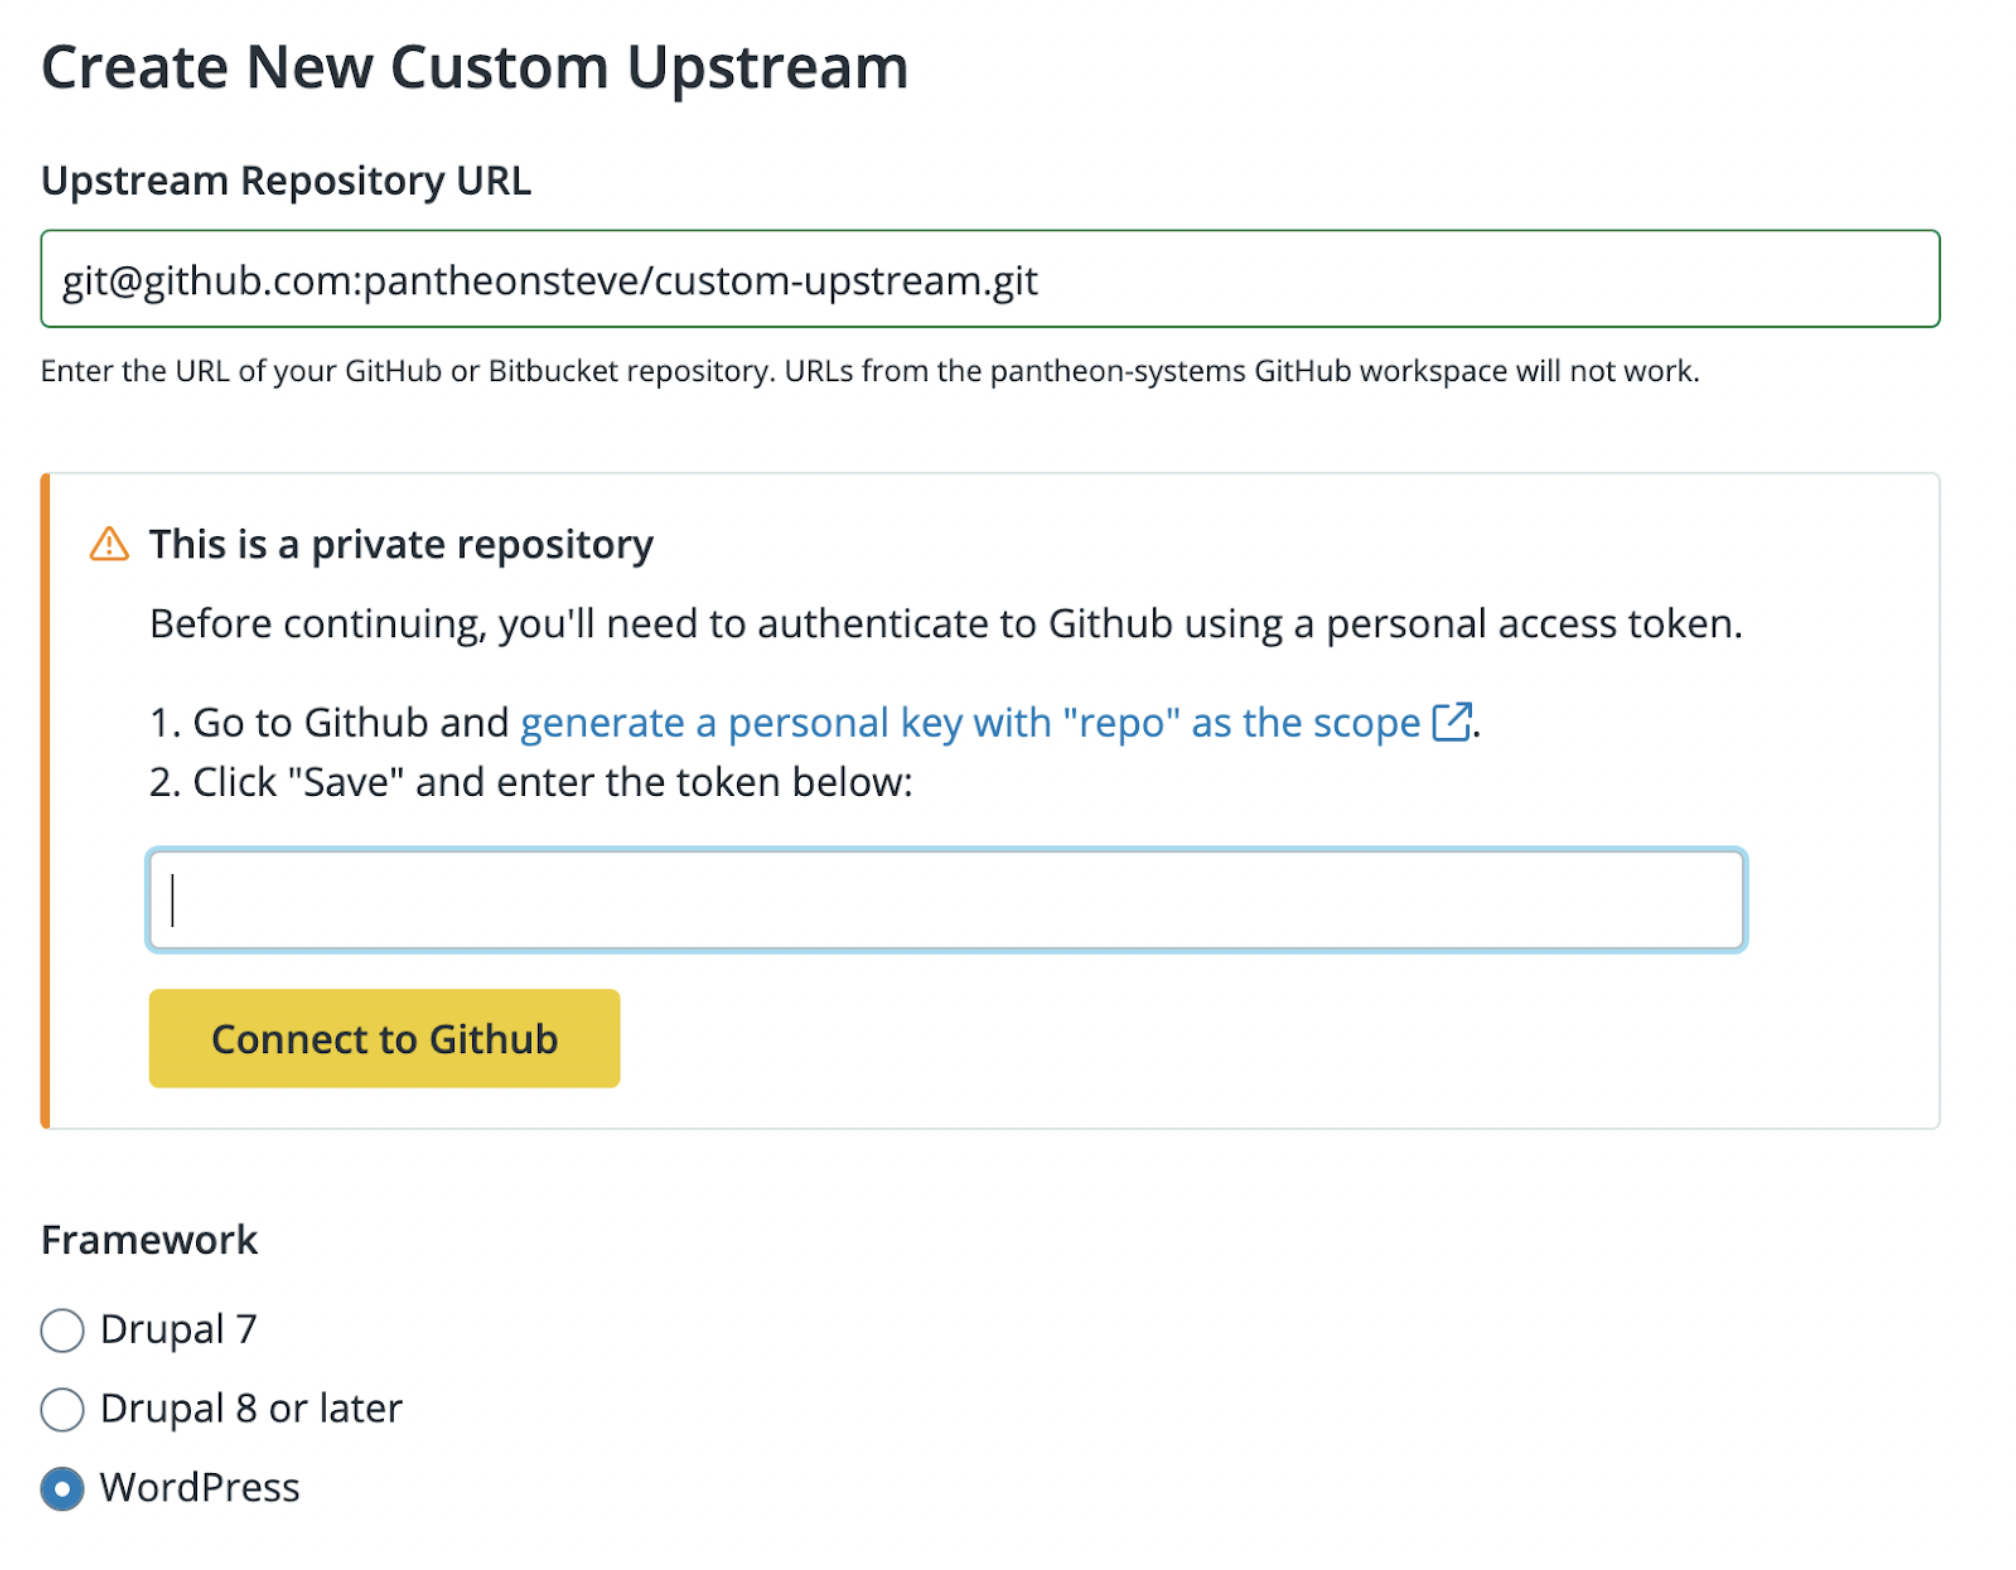 Create New Custom Upstream
Upstream Repository URL
git@github.com:pantheonsteve/custom-upstream.git
Enter the URL of your GitHub or Bitbucket repository. URLs from the pantheon-systems GitHub workspace will not work.
This is a private repository
Before continuing, you'll need to authenticate to Github using a personal access token.
1. Go to Github and generate a personal key with "repo" as the scope.
2. Click "Save" and enter the token below:
Connect to Github
Framework
Drupal 7
Drupal 8 or later
WordPress